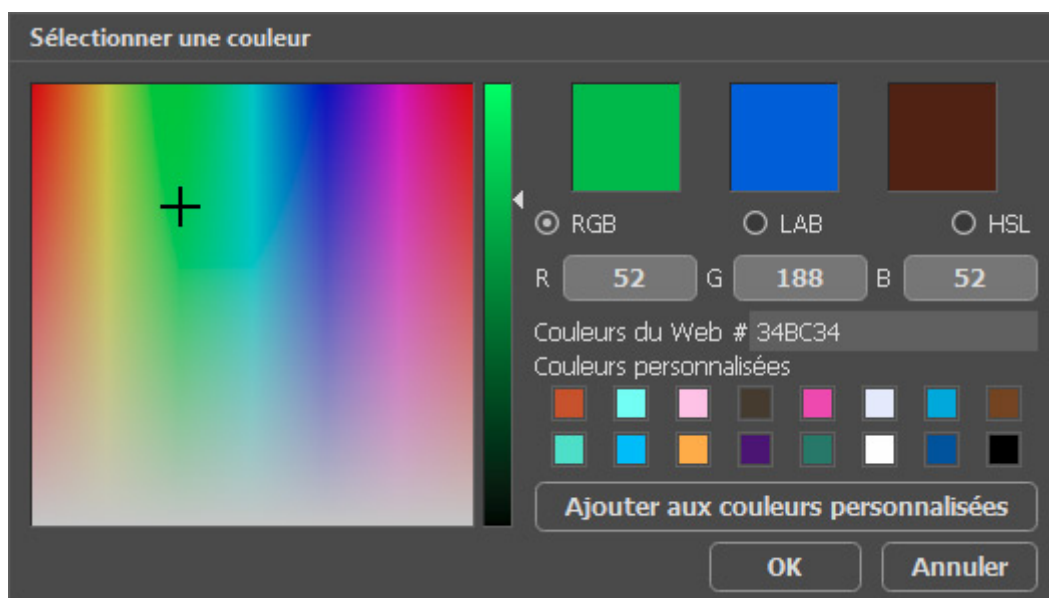 Sélectionner une couleur
RGB LAB HSL
R 52 G 188 B 52
Couleurs du Web # 34BC34
Couleurs personnalisées
Ajouter aux couleurs personnalisées
OK Annuler